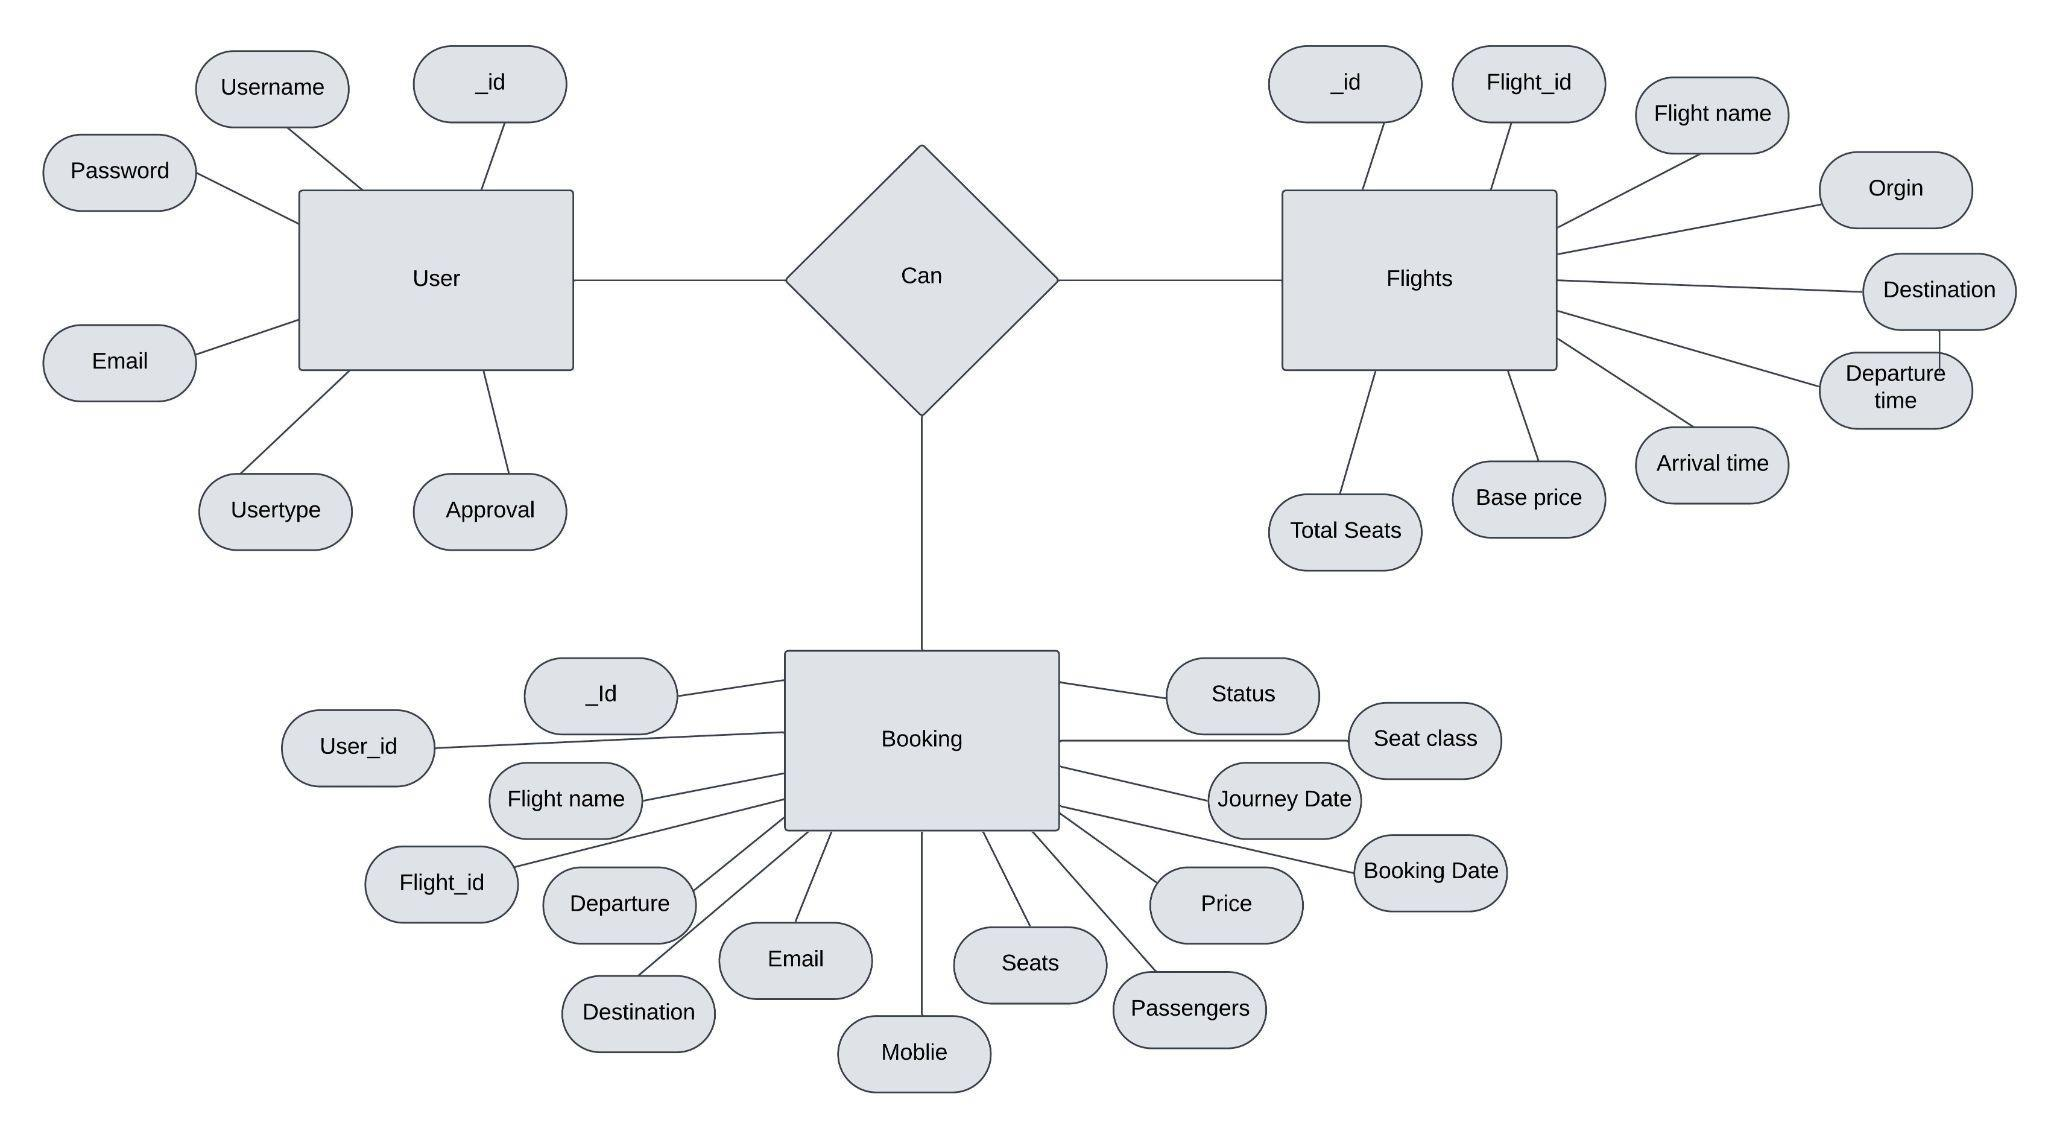 Username
_id
Password
User
Email
Usertype
Approval
Can
_id
Flight_id
Flight name
Orgin
Flights
Destination
Departure
time
Arrival time
Base price
Total Seats
_Id
User_id
Flight name
Flight_id
Departure
Destination
Booking
Email
Moblie
Seats
Passengers
Price
Status
Seat class
Journey Date
Booking Date